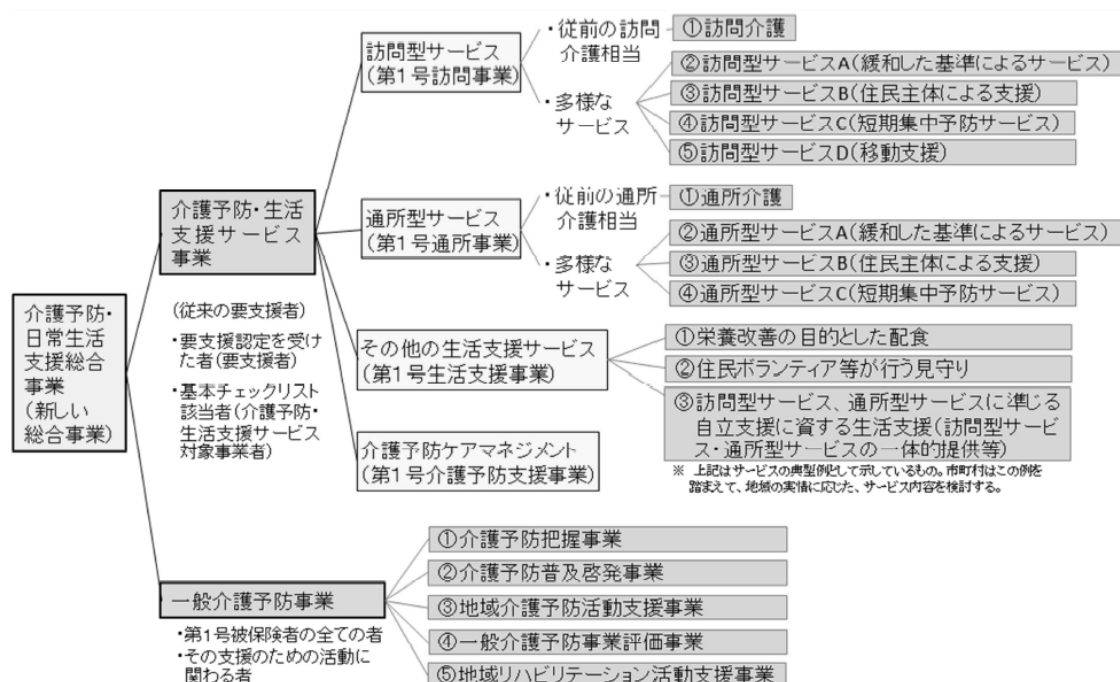 介護予防・
日常生活
支援総合
事業
(新しい
総合事業)
介護予防・生活
支援サービス
事業
(従来の要支援者)
・要支援認定を受け
た者(要支援者)
・基本チェックリスト
該当者(介護予防・
生活支援サービス
対象事業者)
訪問型サービス
(第1号訪問事業)
・従前の訪問
介護相当
①訪問介護
・多様な
サービス
②訪問型サービスA(緩和した基準によるサービス)
③訪問型サービスB(住民主体による支援)
④訪問型サービスC(短期集中予防サービス)
⑤訪問型サービスD(移動支援)
通所型サービス
(第1号通所事業)
・従前の通所
介護相当
①通所介護
・多様な
サービス
②通所型サービスA(緩和した基準によるサービス)
③通所型サービスB(住民主体による支援)
④通所型サービスC(短期集中予防サービス)
その他の生活支援サービス
(第1号生活支援事業)
①栄養改善の目的とした配食
②住民ボランティア等が行う見守り
③訪問型サービス、通所型サービスに準じる
自立支援に資する生活支援(訪問型サービ
ス・通所型サービスの一体的提供等)
※ 上記はサービスの典型例として示しているもの。市町村はこの例を
踏まえて、地域の実情に応じた、サービス内容を検討する。
介護予防ケアマネジメント
(第1号介護予防支援事業)
一般介護予防事業
・第1号被保険者の全ての者
・その支援のための活動に
関わる者
①介護予防把握事業
②介護予防普及啓発事業
③地域介護予防活動支援事業
④一般介護予防事業評価事業
⑤地域リハビリテーション活動支援事業